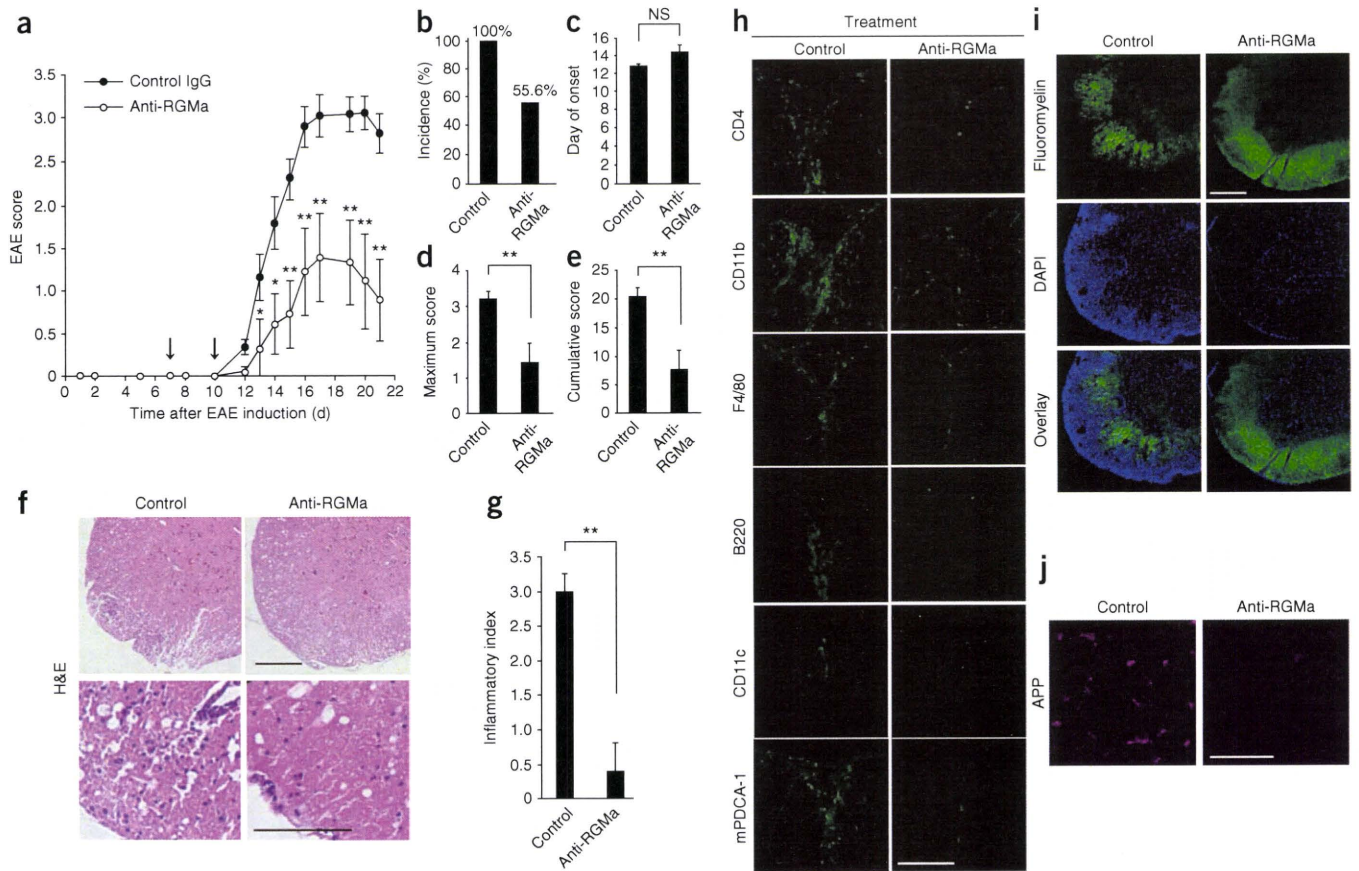 a
Control IgG
Anti-RGMa
EAE score
3.5
3.0
2.5
2.0
1.5
1.0
0.5
0
*
*
**
**
**
**
**
**
0 2 4 6 8 10 12 14 16 18 20 22
Time after EAE induction (d)
b
Incidence (%)
100
80
60
40
20
0
100%
55.6%
Control
Anti-
RGMa
c
Day of onset
16
14
12
10
8
6
4
2
0
NS
Control
Anti-
RGMa
d
Maximum score
4
3
2
1
0
**
Control
Anti-
RGMa
e
Cumulative score
25
20
15
10
5
0
**
Control
Anti-
RGMa
f
Control
Anti-RGMa
H&E
g
Inflammatory index
3.5
3.0
2.5
2.0
1.5
1.0
0.5
0
**
Control
Anti-RGMa
h
Treatment
Control
Anti-RGMa
CD4
CD11b
F4/80
B220
CD11c
mPDCA-1
i
Control
Anti-RGMa
Fluoromyelin
DAPI
Overlay
j
Control
Anti-RGMa
APP